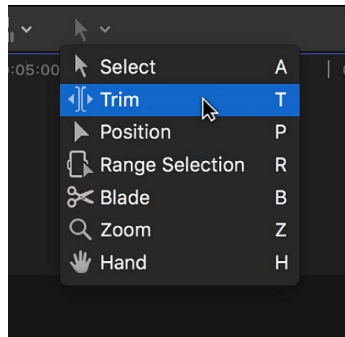 :05:00
Select A
Trim T
Position P
Range Selection R
Blade B
Zoom Z
Hand H